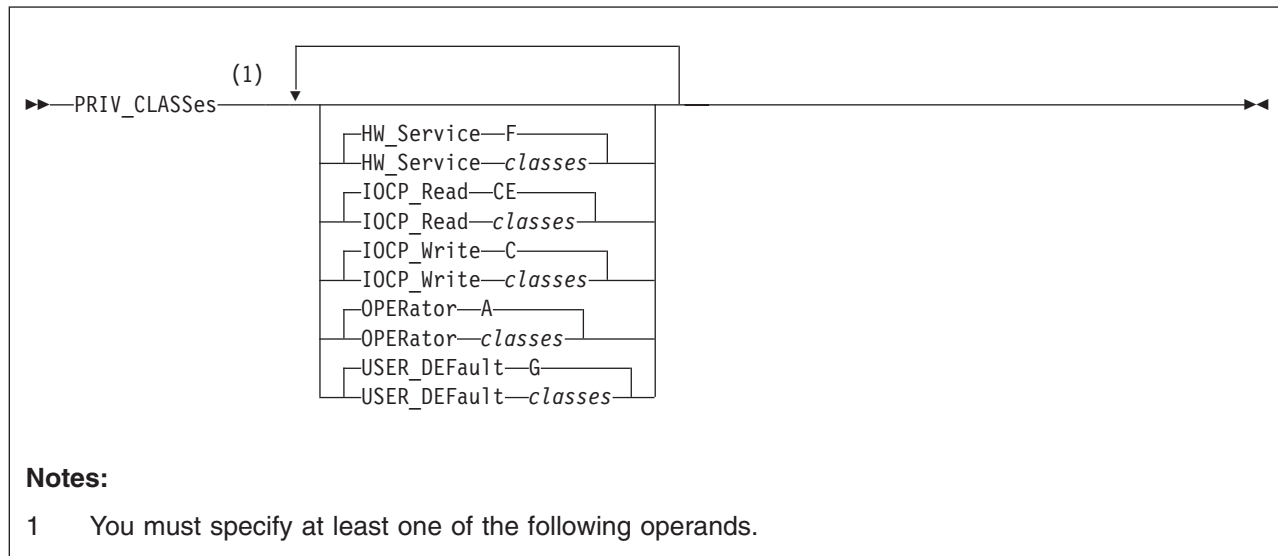 (1)
PRIV_CLASSes
HW_Service F
HW_Service classes
IOCP_Read CE
IOCP_Read classes
IOCP_Write C
IOCP_Write classes
OPERator A
OPERator classes
USER_DEFault G
USER_DEFault classes
Notes:
1 You must specify at least one of the following operands.